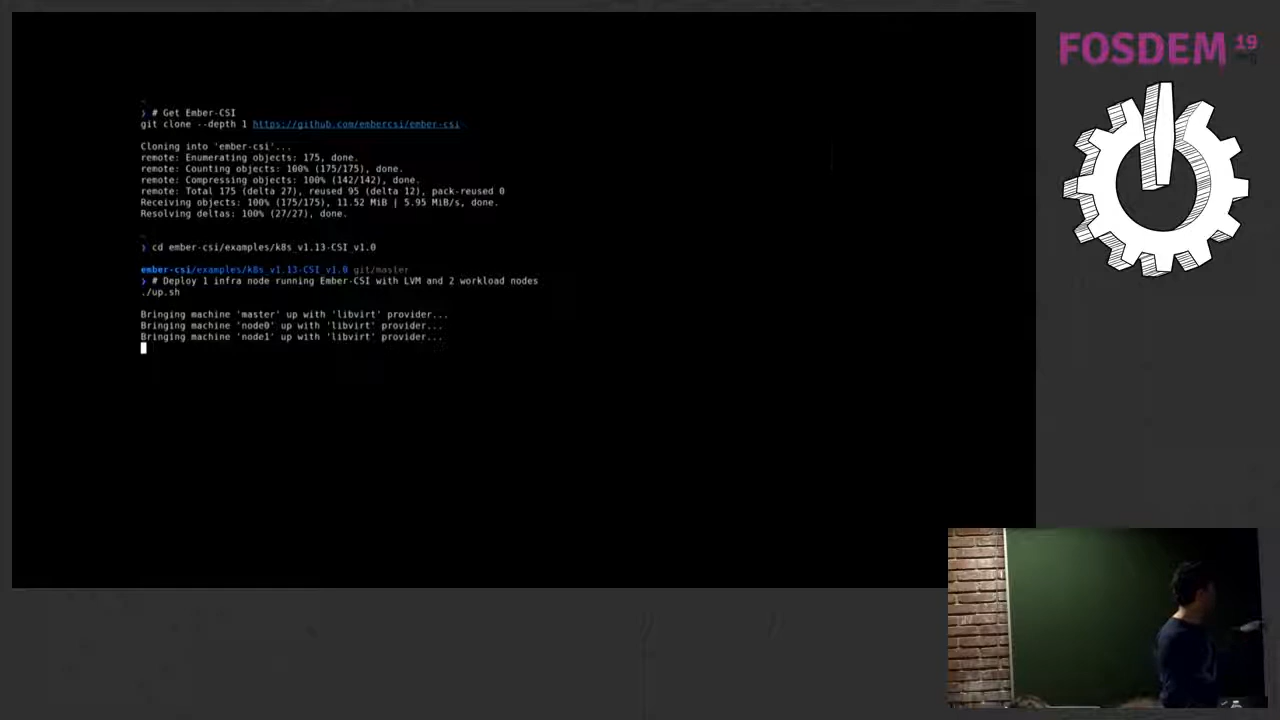 FOSDEM 19
❯ # Get Ember-CSI
git clone --depth 1 https://github.com/embercsi/ember-csi
Cloning into 'ember-csi'...
remote: Enumerating objects: 175, done.
remote: Counting objects: 100% (175/175), done.
remote: Compressing objects: 100% (142/142), done.
remote: Total 175 (delta 27), reused 95 (delta 12), pack-reused 0
Receiving objects: 100% (175/175), 11.52 MiB | 5.95 MiB/s, done.
Resolving deltas: 100% (27/27), done.
~
❯ cd ember-csi/examples/k8s_v1.13-CSI_v1.0
ember-csi/examples/k8s_v1.13-CSI_v1.0 git/master
❯ # Deploy 1 infra node running Ember-CSI with LVM and 2 workload nodes
./up.sh
Bringing machine 'master' up with 'libvirt' provider...
Bringing machine 'node0' up with 'libvirt' provider...
Bringing machine 'node1' up with 'libvirt' provider...